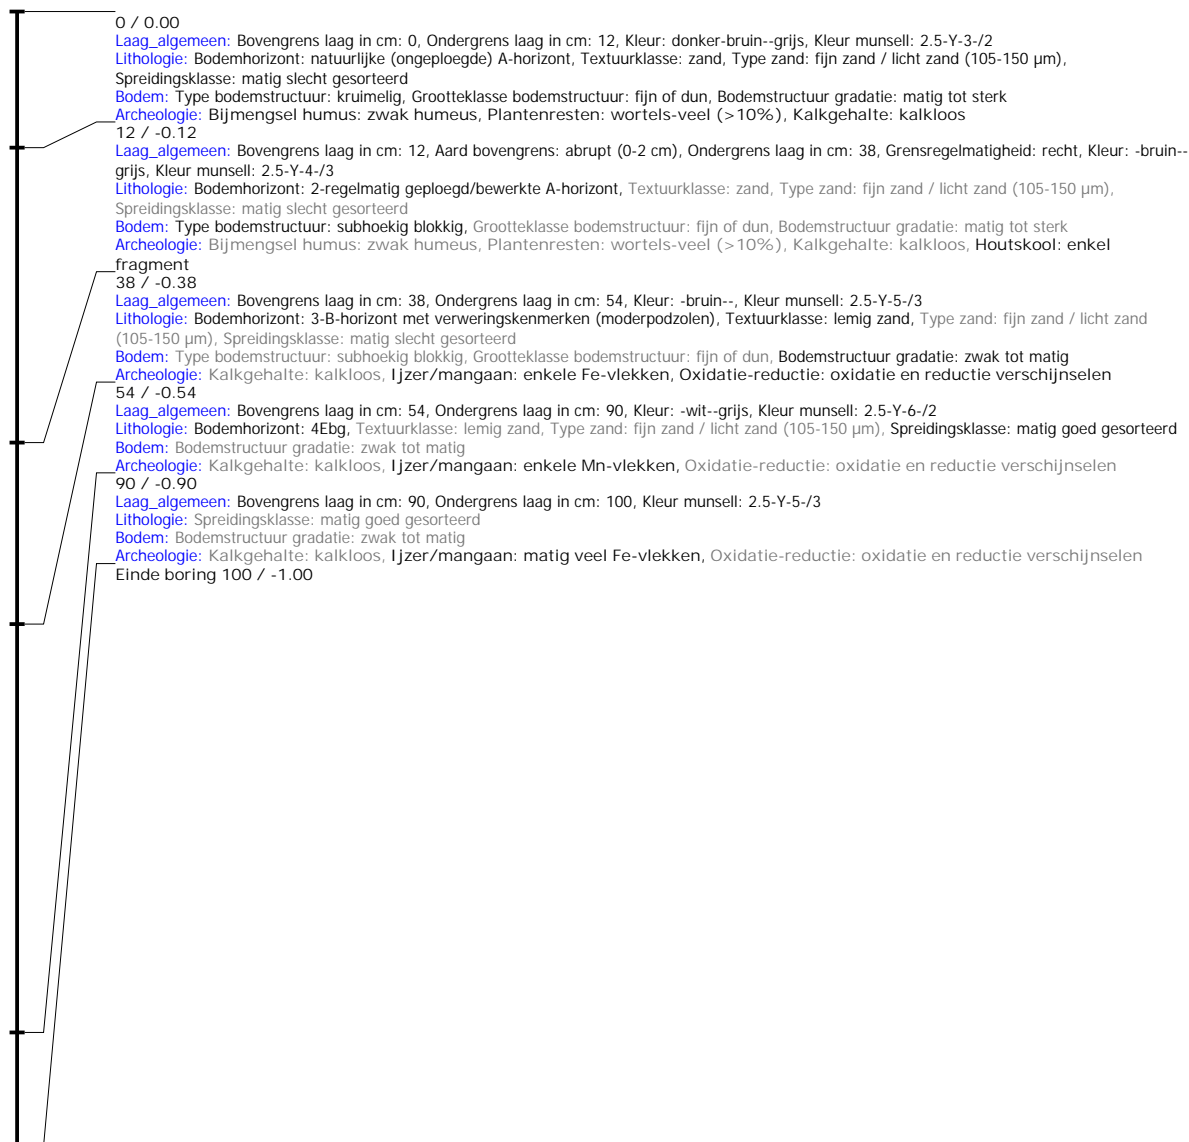 0 / 0.00
Laag_algemeen: Bovengrens laag in cm: 0, Ondergrens laag in cm: 12, Kleur: donker-bruin--grijs, Kleur munsell: 2.5-Y-3-/2
Lithologie: Bodemhorizont: natuurlijke (ongeploegde) A-horizont, Textuurklasse: zand, Type zand: fijn zand / licht zand (105-150 µm),
Spreidingsklasse: matig slecht gesorteerd
Bodem: Type bodemstructuur: kruimelig, Grootteklasse bodemstructuur: fijn of dun, Bodemstructuur gradatie: matig tot sterk
Archeologie: Bijmengsel humus: zwak humeus, Plantenresten: wortels-veel (>10%), Kalkgehalte: kalkloos
12 / -0.12
Laag_algemeen: Bovengrens laag in cm: 12, Aard bovengrens: abrupt (0-2 cm), Ondergrens laag in cm: 38, Grensregelmatigheid: recht, Kleur: -bruin--
grijs, Kleur munsell: 2.5-Y-4-/3
Lithologie: Bodemhorizont: 2-regelmatig geploegd/bewerkte A-horizont, Textuurklasse: zand, Type zand: fijn zand / licht zand (105-150 µm),
Spreidingsklasse: matig slecht gesorteerd
Bodem: Type bodemstructuur: subhoekig blokkig, Grootteklasse bodemstructuur: fijn of dun, Bodemstructuur gradatie: matig tot sterk
Archeologie: Bijmengsel humus: zwak humeus, Plantenresten: wortels-veel (>10%), Kalkgehalte: kalkloos, Houtskool: enkel
fragment
38 / -0.38
Laag_algemeen: Bovengrens laag in cm: 38, Ondergrens laag in cm: 54, Kleur: -bruin--, Kleur munsell: 2.5-Y-5-/3
Lithologie: Bodemhorizont: 3-B-horizont met verweringskenmerken (moderpodzolen), Textuurklasse: lemig zand, Type zand: fijn zand / licht zand
(105-150 µm), Spreidingsklasse: matig slecht gesorteerd
Bodem: Type bodemstructuur: subhoekig blokkig, Grootteklasse bodemstructuur: fijn of dun, Bodemstructuur gradatie: zwak tot matig
Archeologie: Kalkgehalte: kalkloos, Ijzer/mangaan: enkele Fe-vlekken, Oxidatie-reductie: oxidatie en reductie verschijnselen
54 / -0.54
Laag_algemeen: Bovengrens laag in cm: 54, Ondergrens laag in cm: 90, Kleur: -wit--grijs, Kleur munsell: 2.5-Y-6-/2
Lithologie: Bodemhorizont: 4Ebg, Textuurklasse: lemig zand, Type zand: fijn zand / licht zand (105-150 µm), Spreidingsklasse: matig goed gesorteerd
Bodem: Bodemstructuur gradatie: zwak tot matig
Archeologie: Kalkgehalte: kalkloos, Ijzer/mangaan: enkele Mn-vlekken, Oxidatie-reductie: oxidatie en reductie verschijnselen
90 / -0.90
Laag_algemeen: Bovengrens laag in cm: 90, Ondergrens laag in cm: 100, Kleur munsell: 2.5-Y-5-/3
Lithologie: Spreidingsklasse: matig goed gesorteerd
Bodem: Bodemstructuur gradatie: zwak tot matig
Archeologie: Kalkgehalte: kalkloos, Ijzer/mangaan: matig veel Fe-vlekken, Oxidatie-reductie: oxidatie en reductie verschijnselen
Einde boring 100 / -1.00